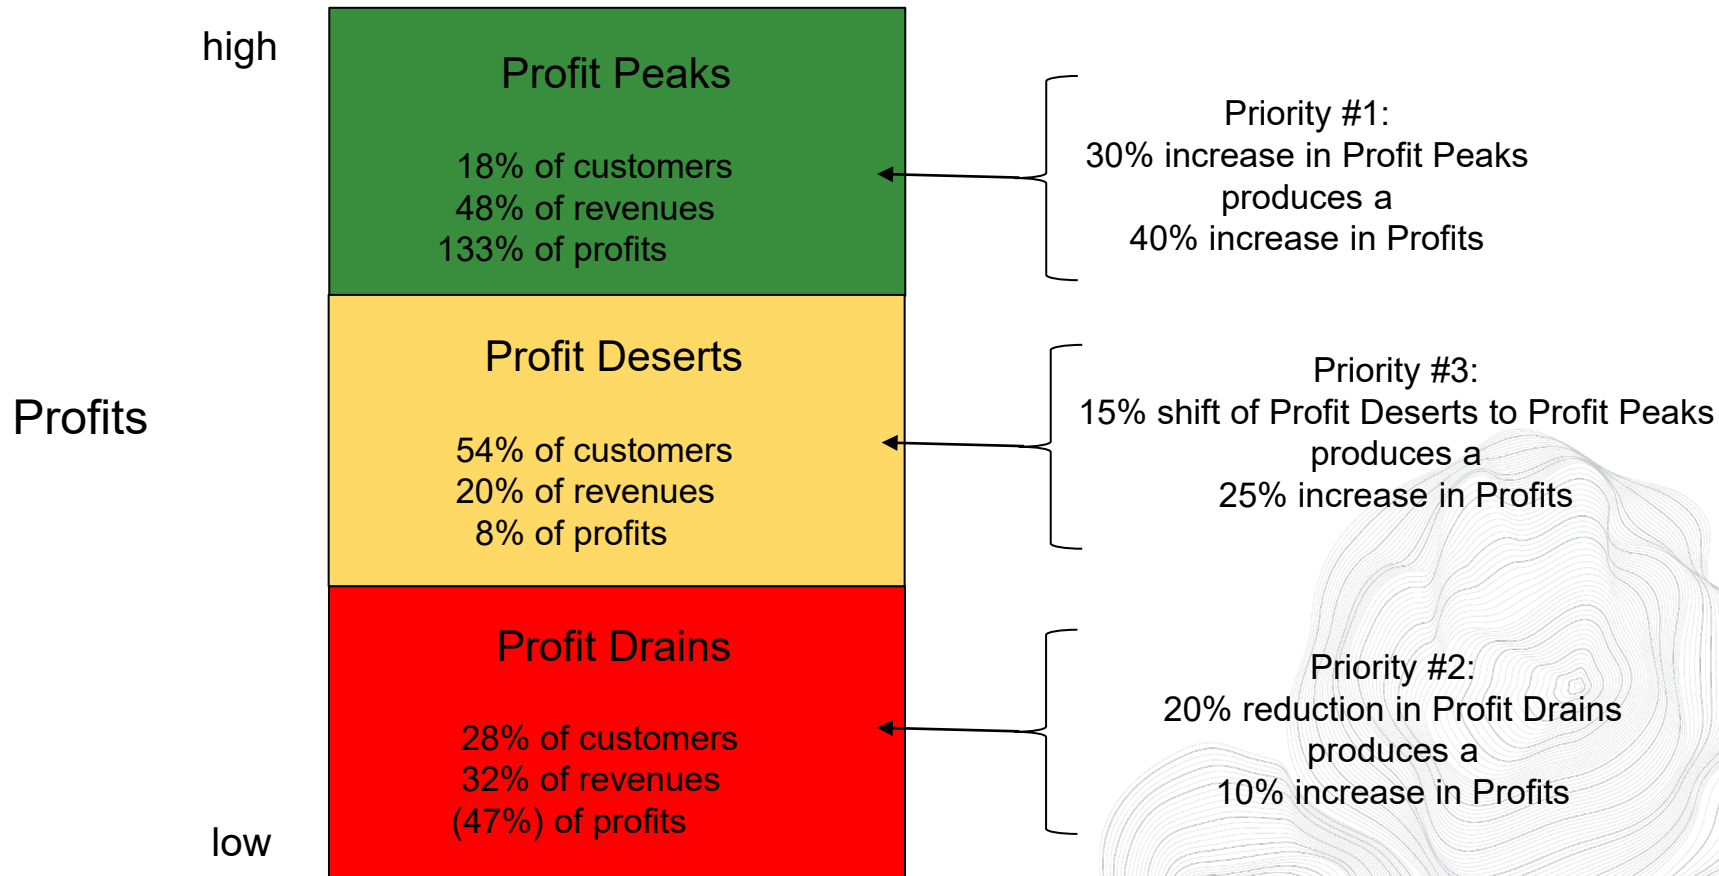 high
Profit Peaks
18% of customers
48% of revenues
133% of profits
Priority #1:
30% increase in Profit Peaks
produces a
40% increase in Profits
Profits
Profit Deserts
54% of customers
20% of revenues
8% of profits
Priority #3:
15% shift of Profit Deserts to Profit Peaks
produces a
25% increase in Profits
Profit Drains
28% of customers
32% of revenues
(47%) of profits
Priority #2:
20% reduction in Profit Drains
produces a
10% increase in Profits
low